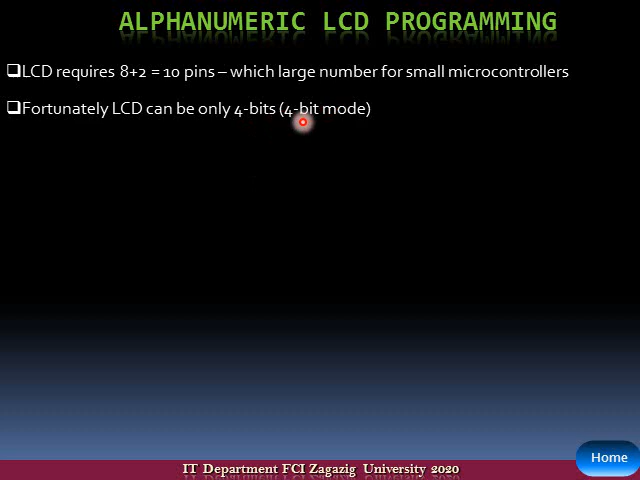 ALPHANUMERIC LCD PROGRAMMING
❑LCD requires 8+2 = 10 pins – which large number for small microcontrollers
❑Fortunately LCD can be only 4-bits (4-bit mode)
Home
IT Department FCI Zagazig University 2020